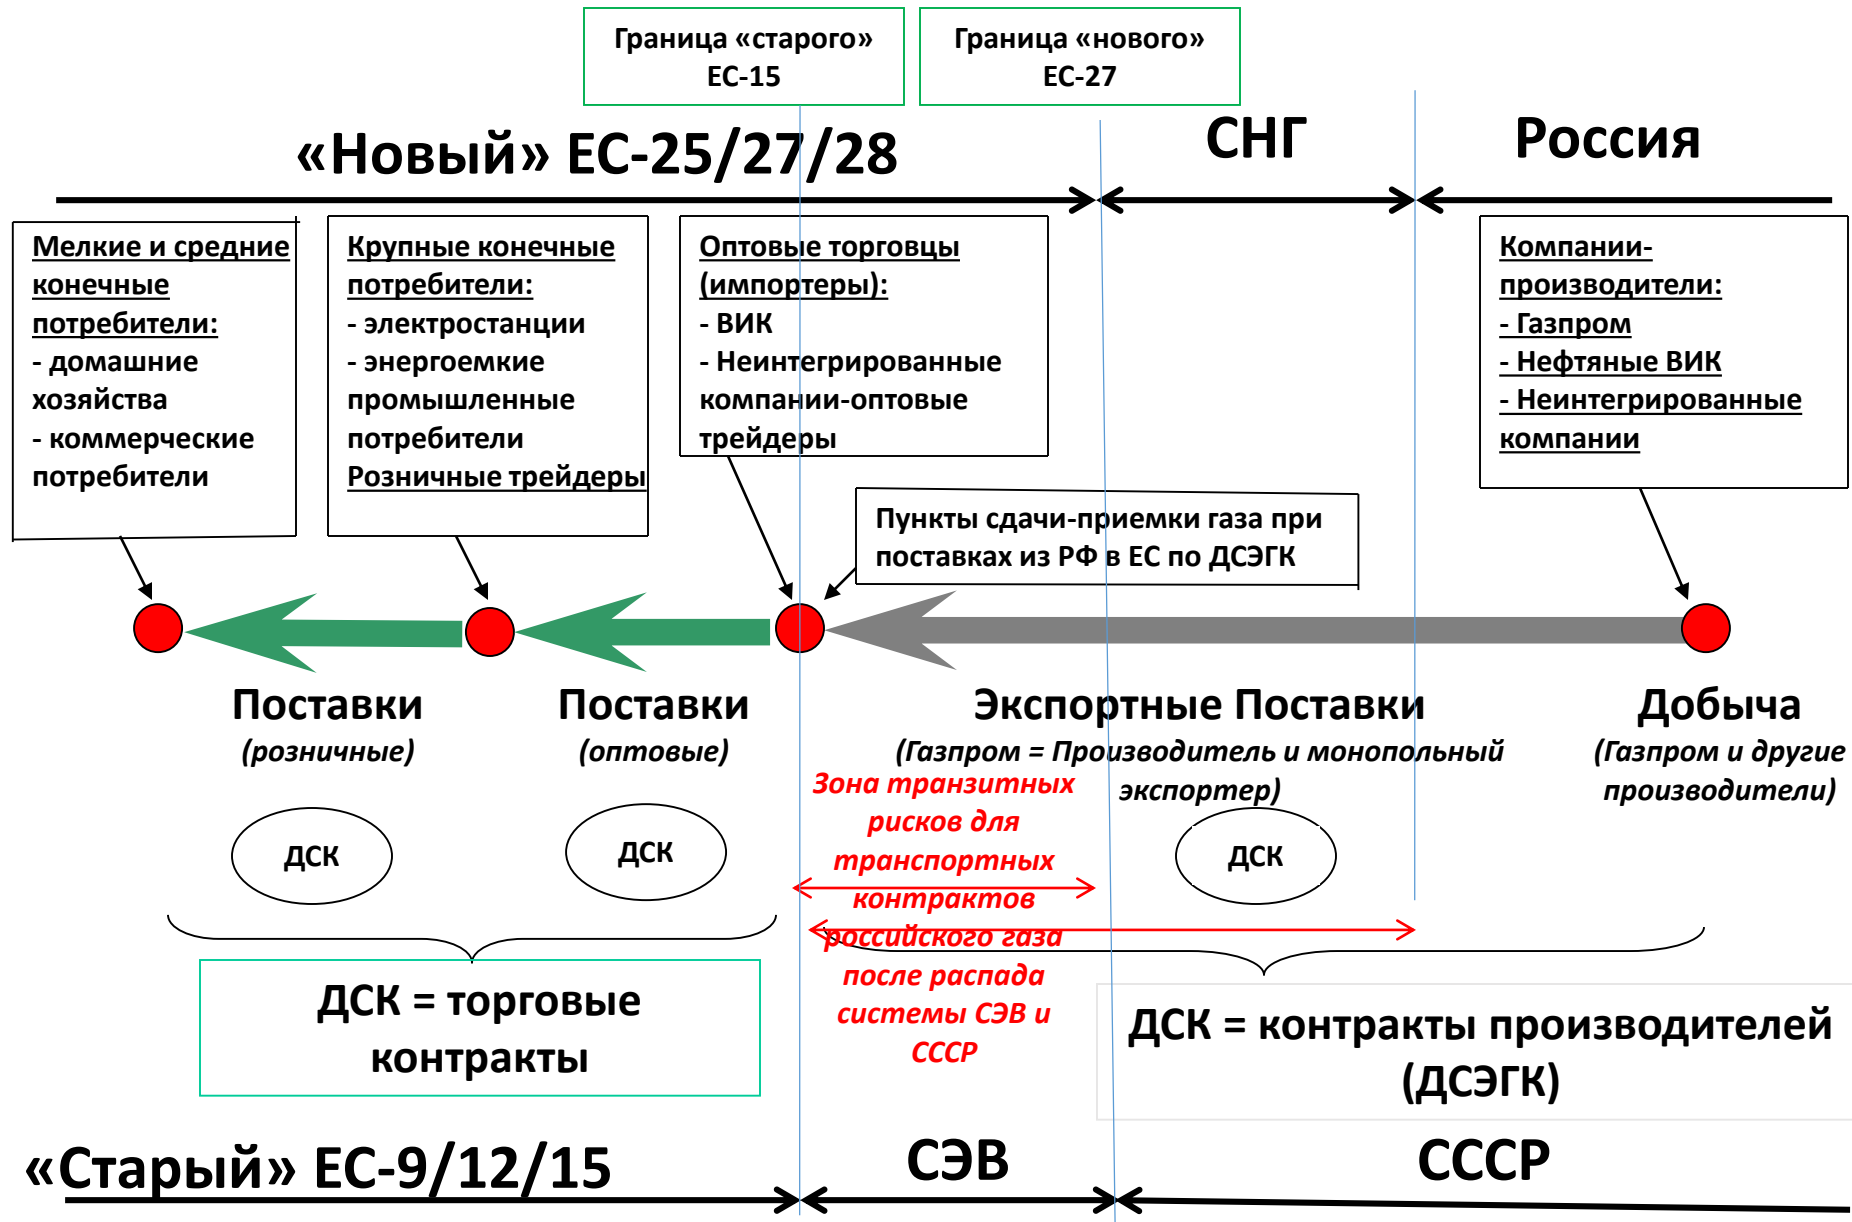 Граница «старого»
ЕС-15
Граница «нового»
ЕС-27
«Новый» ЕС-25/27/28
СНГ
Россия
Мелкие и средние
конечные
потребители:
- домашние
хозяйства
- коммерческие
потребители
Крупные конечные
потребители:
- электростанции
- энергоемкие
промышленные
потребители
Розничные трейдеры
Оптовые торговцы
(импортеры):
- ВИК
- Неинтегрированные
компании-оптовые
трейдеры
Компании-
производители:
- Газпром
- Нефтяные ВИК
- Неинтегрированные
компании
Пункты сдачи-приемки газа при
поставках из РФ в ЕС по ДСЭГК
Поставки
(розничные)
Поставки
(оптовые)
Экспортные Поставки
(Газпром = Производитель и монопольный
экспортер)
Добыча
(Газпром и другие
производители)
Зона транзитных
рисков для
транспортных
контрактов
российского газа
после распада
системы СЭВ и
СССР
ДСК
ДСК
ДСК
ДСК = торговые
контракты
ДСК = контракты производителей
(ДСЭГК)
«Старый» ЕС-9/12/15
СЭВ
СССР